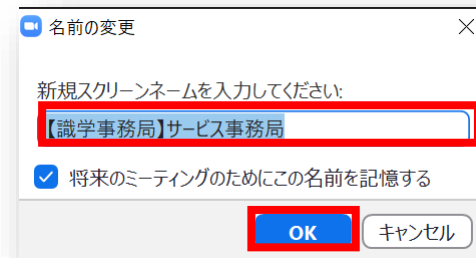 名前の変更
新規スクリーンネームを入力してください:
【識学事務局】サービス事務局
将来のミーティングのためにこの名前を記憶する
OK キャンセル